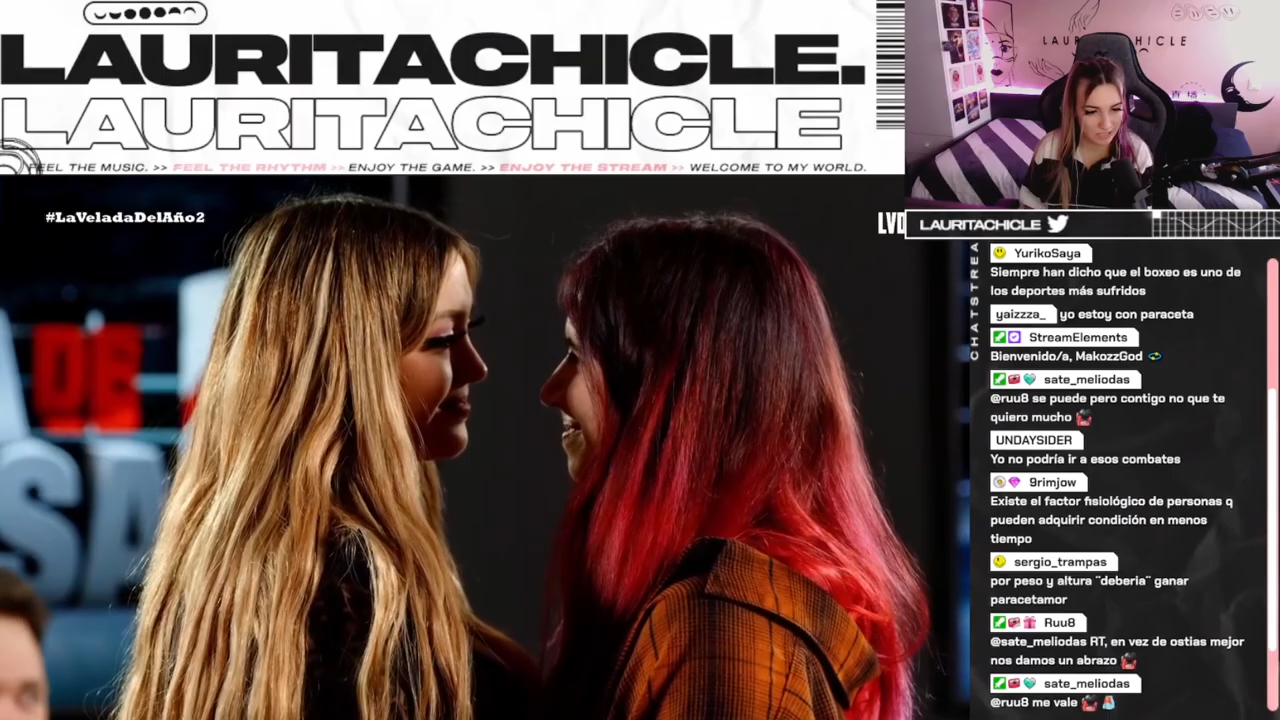 LAURITACHICLE.
LAURITACHICLE
FEEL THE MUSIC. >> FEEL THE RHYTHM >> ENJOY THE GAME. >> ENJOY THE STREAM >> WELCOME TO MY WORLD.
#LaVeladaDelAño2
DE
SA
LAURITACHICLE
CHATSTREA
YurikoSaya
Siempre han dicho que el boxeo es uno de
los deportes más sufridos
yaizzza_ yo estoy con paraceta
StreamElements
Bienvenido/a, MakozzGod
sate_meliodas
@ruu8 se puede pero contigo no que te
quiero mucho
UNDAYSIDER
Yo no podría ir a esos combates
9rimjow
Existe el factor fisiológico de personas q
pueden adquirir condición en menos
tiempo
sergio_trampas
por peso y altura ¨deberia¨ ganar
paracetamor
Ruu8
@sate_meliodas RT, en vez de ostias mejor
nos damos un abrazo
sate_meliodas
@ruu8 me vale